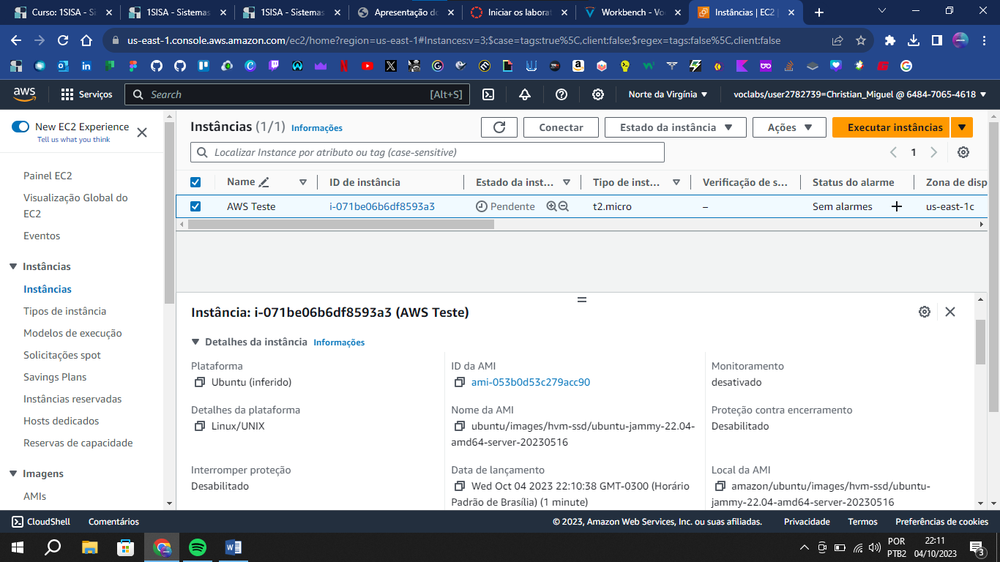 Curso: 1SISA - Si
1SISA - Sistemas
1SISA - Sistemas
Apresentação do
Iniciar os laborat
Workbench - Vo
Instâncias | EC2 |
us-east-1.console.aws.amazon.com/ec2/home?region=us-east-1#Instances:v=3;$case=tags:true%5C,client:false;$regex=tags:false%5C,client:false
aws
Serviços
Search
[Alt+S]
Norte da Virgínia
voclabs/user2782739=Christian_Miguel @ 6484-7065-4618
New EC2 Experience
Tell us what you think
Painel EC2
Visualização Global do
EC2
Eventos
Instâncias
Instâncias
Tipos de instância
Modelos de execução
Solicitações spot
Savings Plans
Instâncias reservadas
Hosts dedicados
Reservas de capacidade
Imagens
AMIs
Instâncias (1/1) Informações
Conectar
Estado da instância
Ações
Executar instâncias
Localizar Instance por atributo ou tag (case-sensitive)
1
Name
ID de instância
Estado da inst...
Tipo de inst...
Verificação de s...
Status do alarme
Zona de disp
AWS Teste
i-071be06b6df8593a3
Pendente
t2.micro
–
Sem alarmes
us-east-1c
Instância: i-071be06b6df8593a3 (AWS Teste)
Detalhes da instância Informações
Plataforma
Ubuntu (inferido)
ID da AMI
ami-053b0d53c279acc90
Monitoramento
desativado
Detalhes da plataforma
Linux/UNIX
Nome da AMI
ubuntu/images/hvm-ssd/ubuntu-jammy-22.04-
amd64-server-20230516
Proteção contra encerramento
Desabilitado
Interromper proteção
Desabilitado
Data de lançamento
Wed Oct 04 2023 22:10:38 GMT-0300 (Horário
Padrão de Brasília) (1 minute)
Local da AMI
amazon/ubuntu/images/hvm-ssd/ubuntu-
jammy-22.04-amd64-server-20230516
CloudShell
Comentários
© 2023, Amazon Web Services, Inc. ou suas afiliadas.
Privacidade
Termos
Preferências de cookies
POR
PTB2
22:11
04/10/2023
3